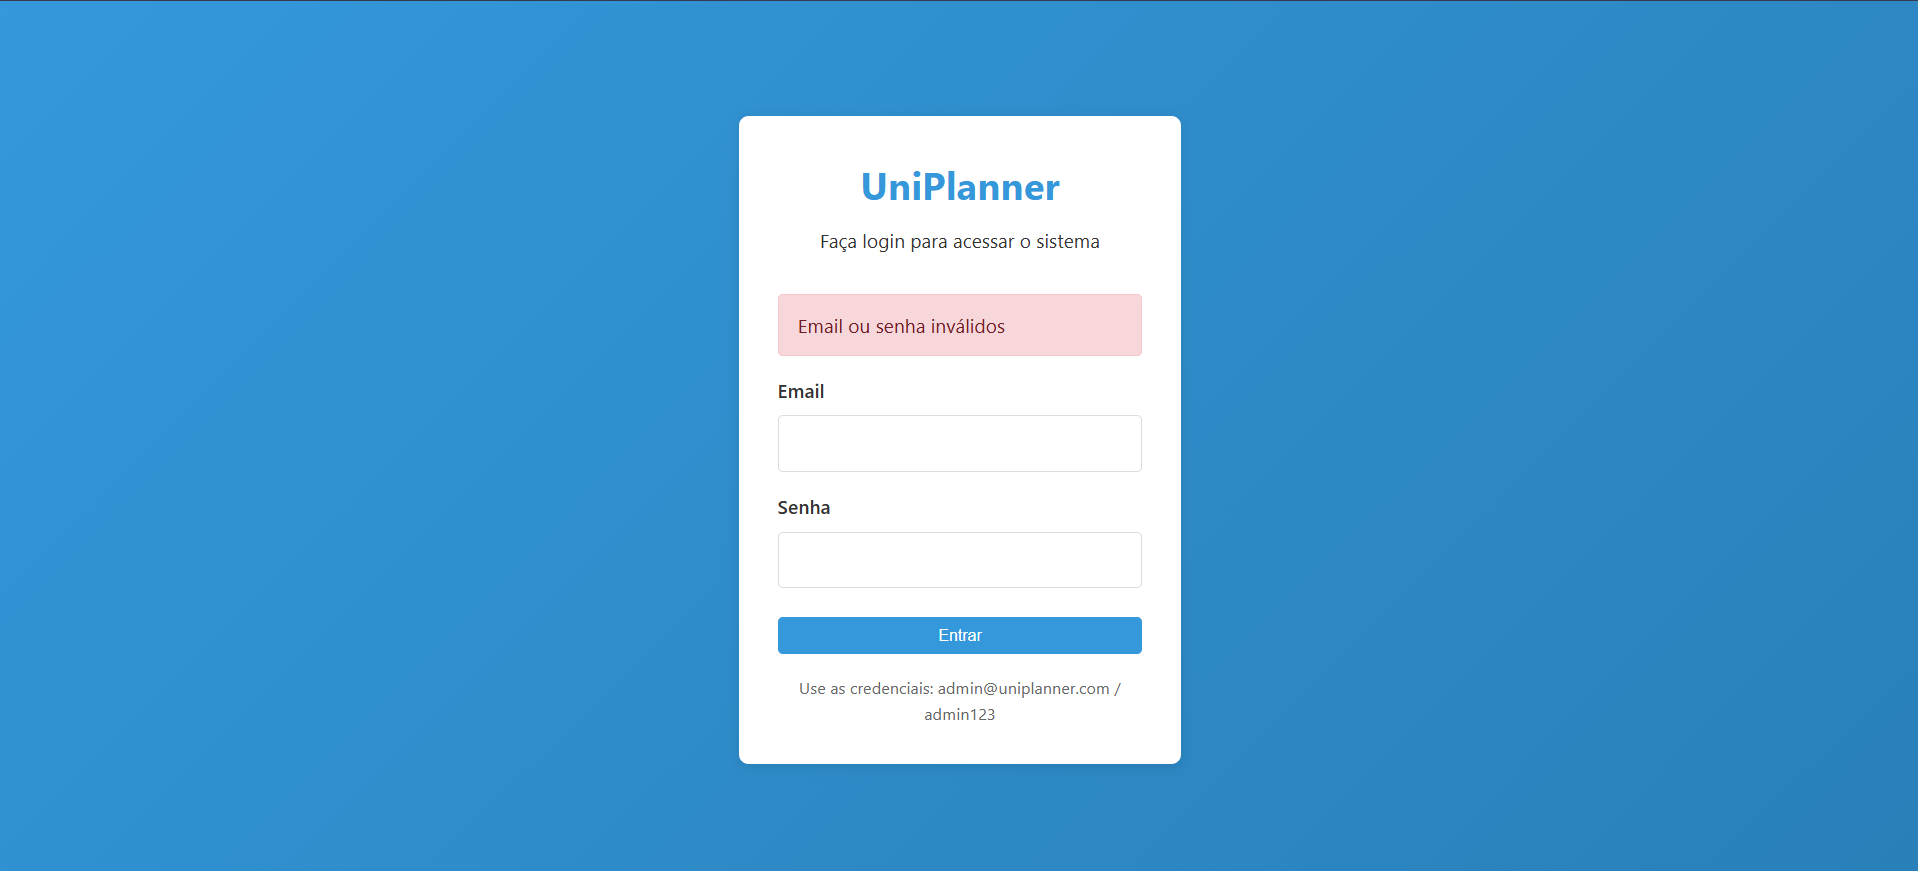 UniPlanner
Faça login para acessar o sistema
Email ou senha inválidos
Email
Senha
Entrar
Use as credenciais: admin@uniplanner.com /
admin123